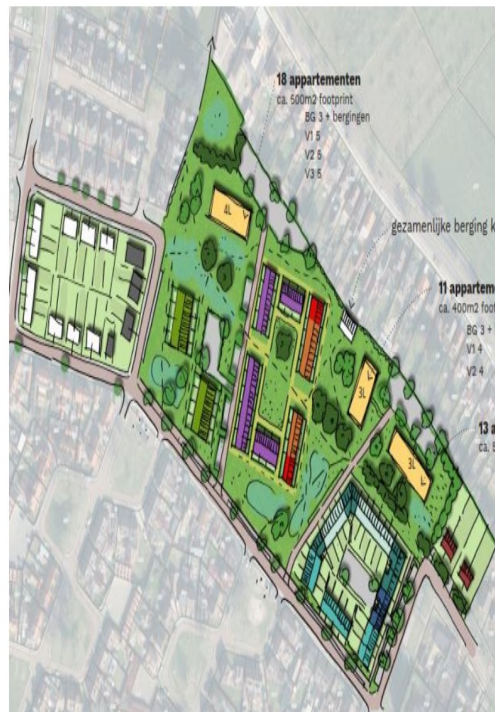 18 appartementen
ca. 500m2 footprint
BG 3 + bergingen
V1 5
V2 5
V3 5
4L
gezamenlijke berging k
11 apparteme
ca. 400m2 foot
BG 3 +
V1 4
V2 4
3L
13 a
ca. 5
3L